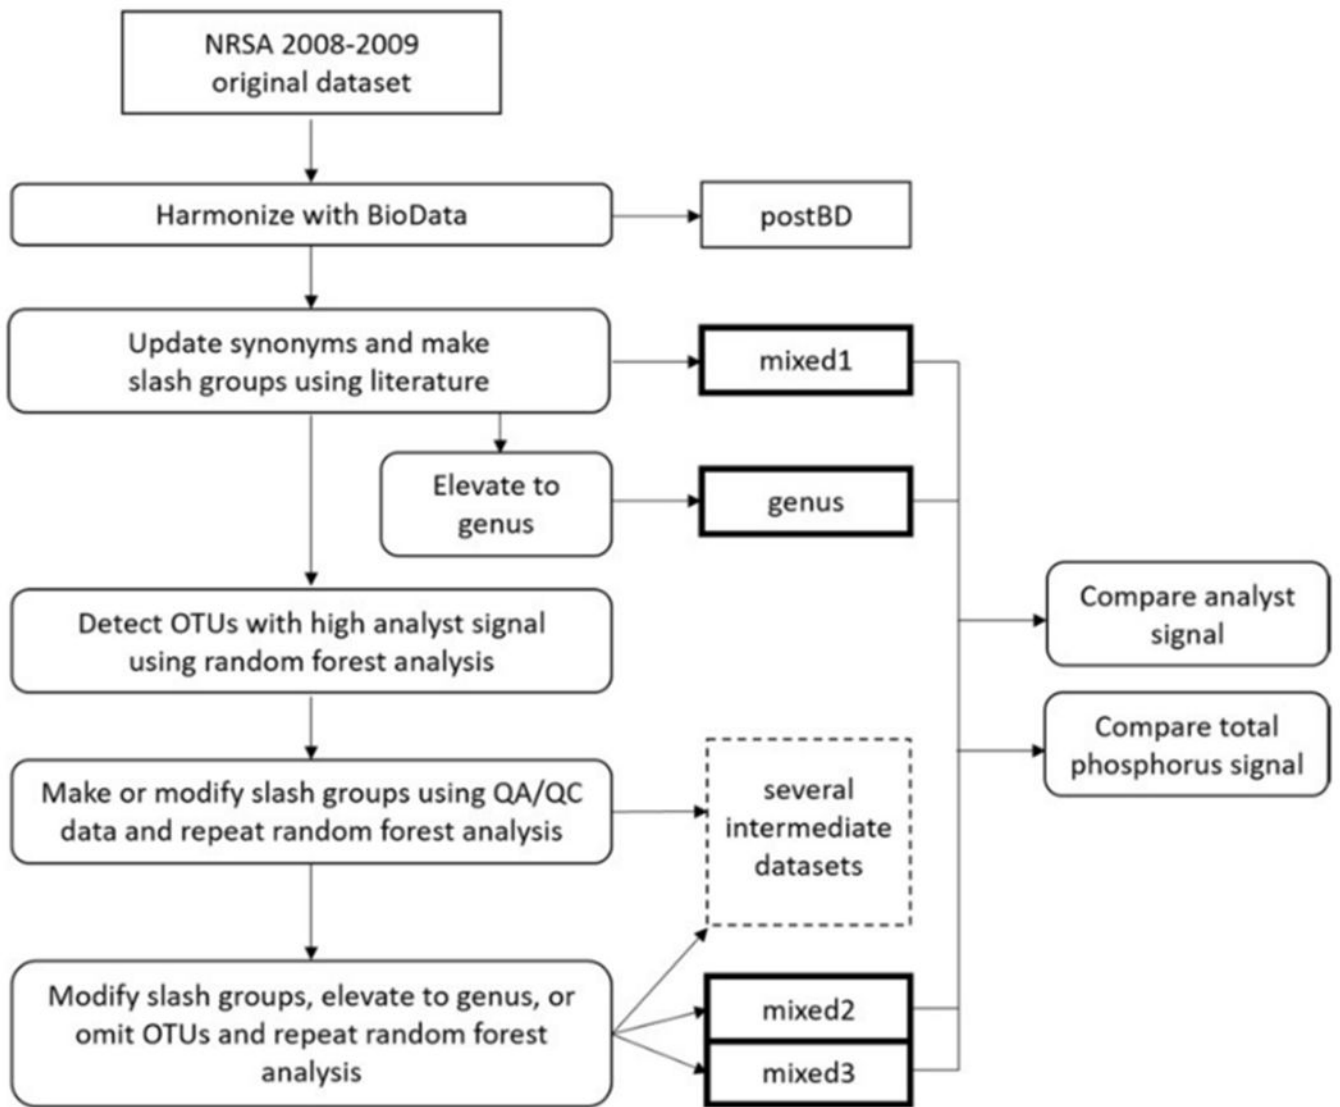 NRSA 2008-2009
original dataset
Harmonize with BioData
postBD
Update synonyms and make
slash groups using literature
mixed1
Elevate to
genus
genus
Detect OTUs with high analyst signal
using random forest analysis
Compare analyst
signal
Compare total
phosphorus signal
Make or modify slash groups using QA/QC
data and repeat random forest analysis
several
intermediate
datasets
Modify slash groups, elevate to genus, or
omit OTUs and repeat random forest
analysis
mixed2
mixed3